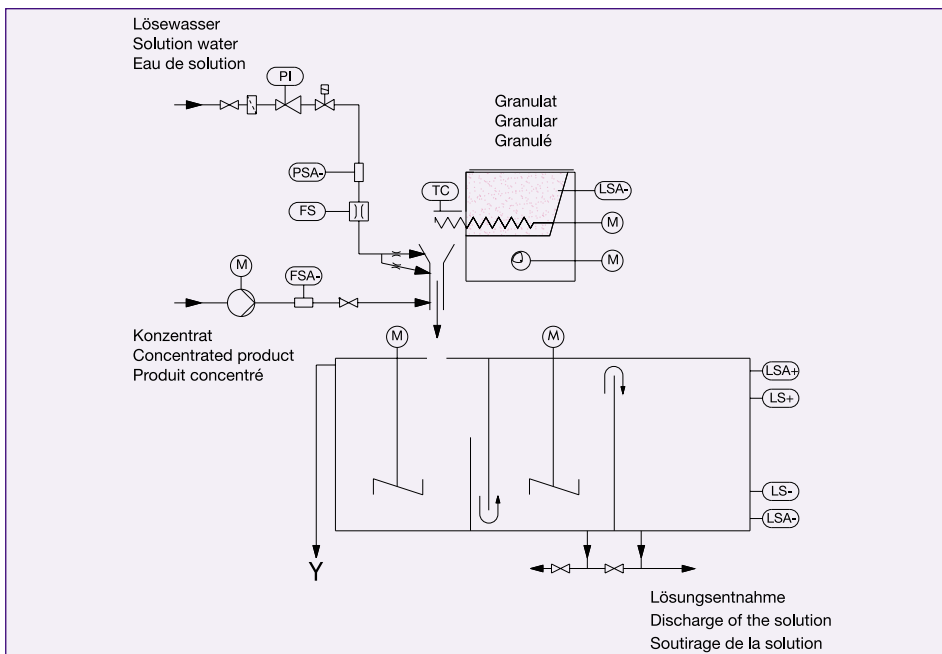 Lösewasser
Solution water
Eau de solution
PI
Granulat
Granular
Granulé
PSA-
TC
LSA-
FS
M
M
M
FSA-
Konzentrat
Concentrated product
Produit concentré
M
M
LSA+
LS+
LS-
LSA-
Y
Lösungsentnahme
Discharge of the solution
Soutirage de la solution